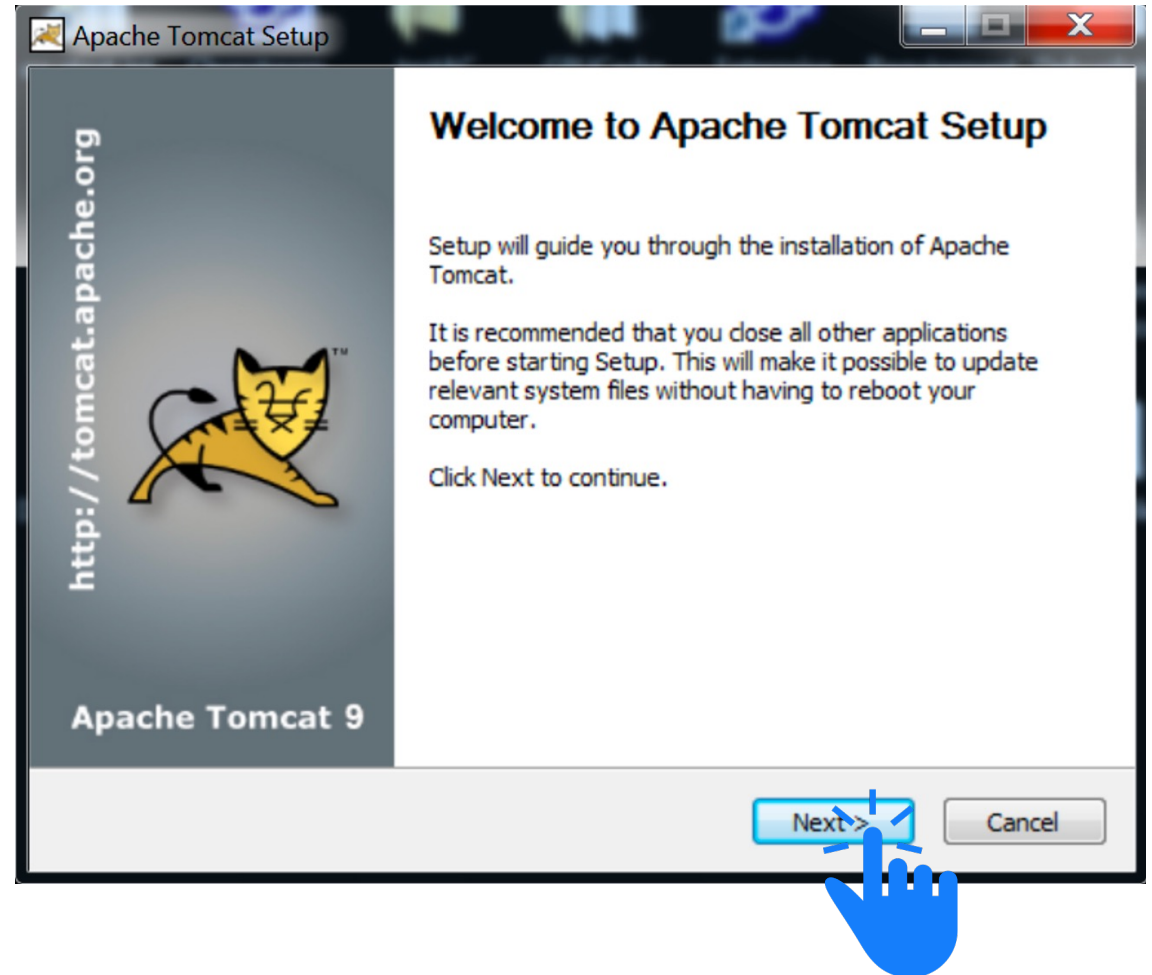 Apache Tomcat Setup
http://tomcat.apache.org
TM
Apache Tomcat 9
Welcome to Apache Tomcat Setup
Setup will guide you through the installation of Apache
Tomcat.
It is recommended that you close all other applications
before starting Setup. This will make it possible to update
relevant system files without having to reboot your
computer.
Click Next to continue.
Next >
Cancel